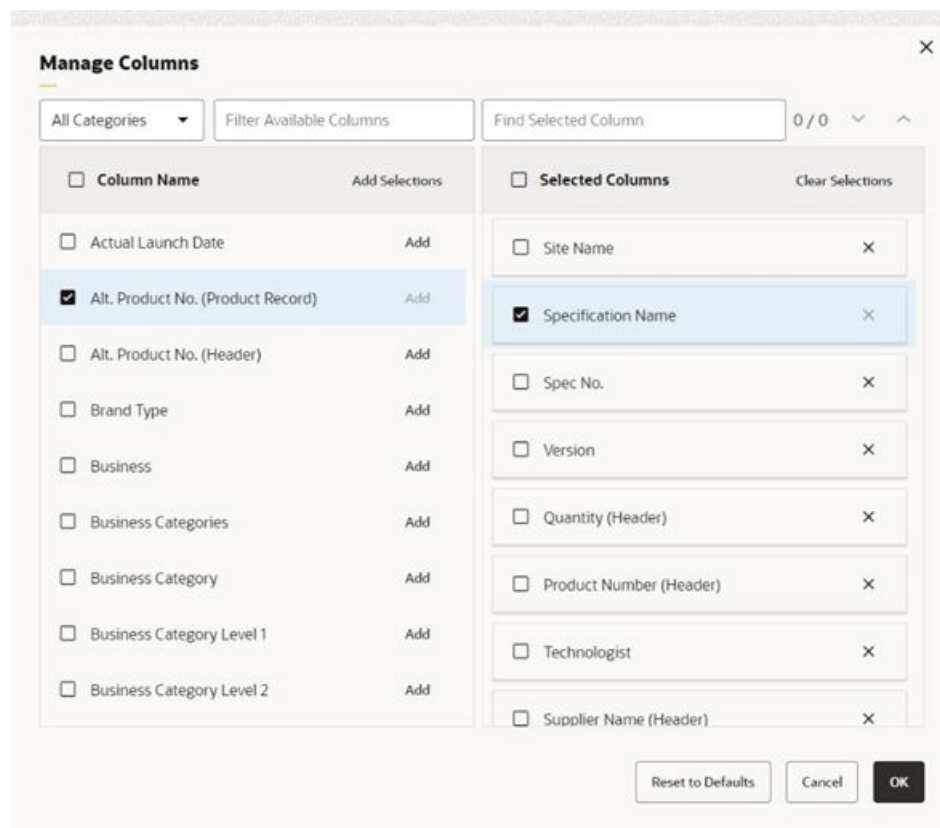 Manage Columns
All Categories Filter Available Columns Find Selected Column 0 / 0
Column Name Add Selections
Actual Launch Date Add
Alt. Product No. (Product Record) Add
Alt. Product No. (Header) Add
Brand Type Add
Business Add
Business Categories Add
Business Category Add
Business Category Level 1 Add
Business Category Level 2 Add
Selected Columns Clear Selections
Site Name
Specification Name
Spec No.
Version
Quantity (Header)
Product Number (Header)
Technologist
Supplier Name (Header)
Reset to Defaults Cancel OK